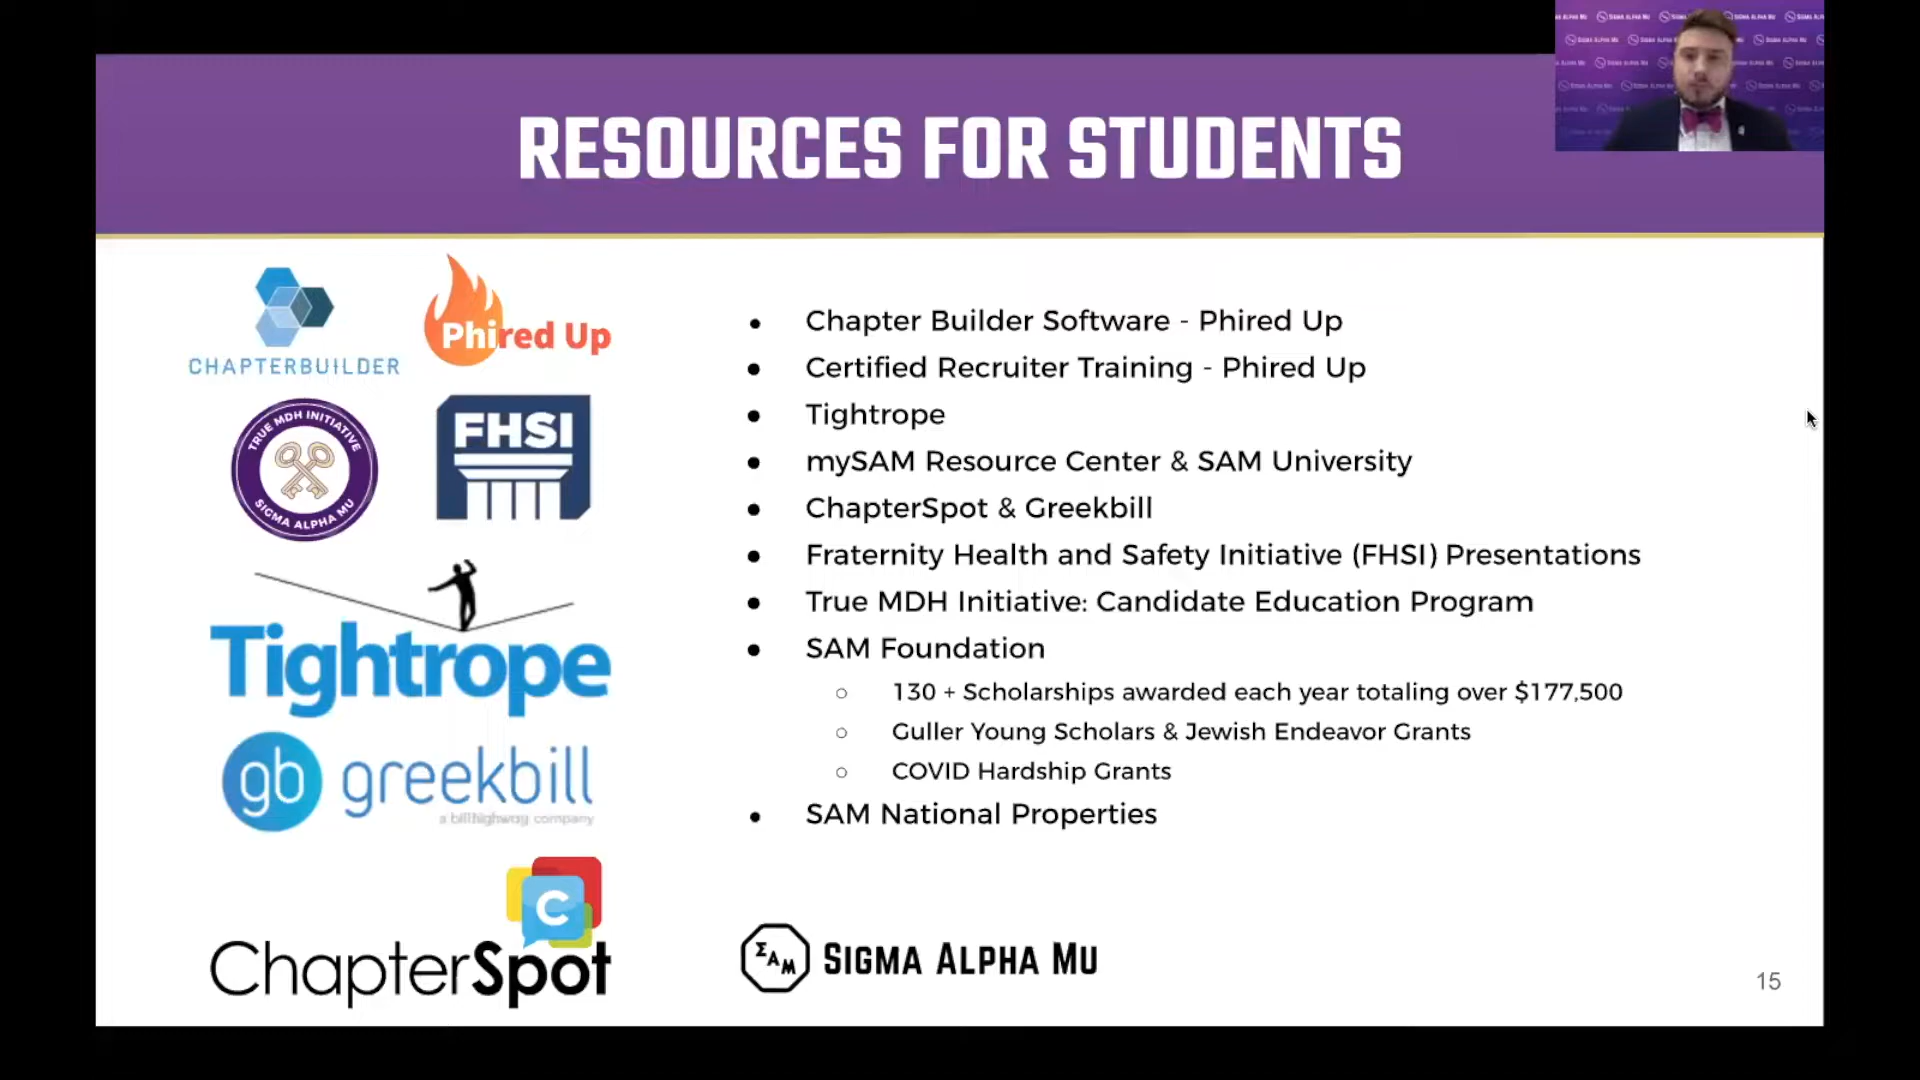 RESOURCES FOR STUDENTS
CHAPTERBUILDER
Phired Up
TRUE MDH INITIATIVE
SIGMA ALPHA MU
FHSI
Tightrope
gb greekbill
a billhighway company
C
ChapterSpot
• Chapter Builder Software - Phired Up
• Certified Recruiter Training - Phired Up
• Tightrope
• mySAM Resource Center & SAM University
• ChapterSpot & Greekbill
• Fraternity Health and Safety Initiative (FHSI) Presentations
• True MDH Initiative: Candidate Education Program
• SAM Foundation
○ 130 + Scholarships awarded each year totaling over $177,500
○ Guller Young Scholars & Jewish Endeavor Grants
○ COVID Hardship Grants
• SAM National Properties
ΣAM SIGMA ALPHA MU
15